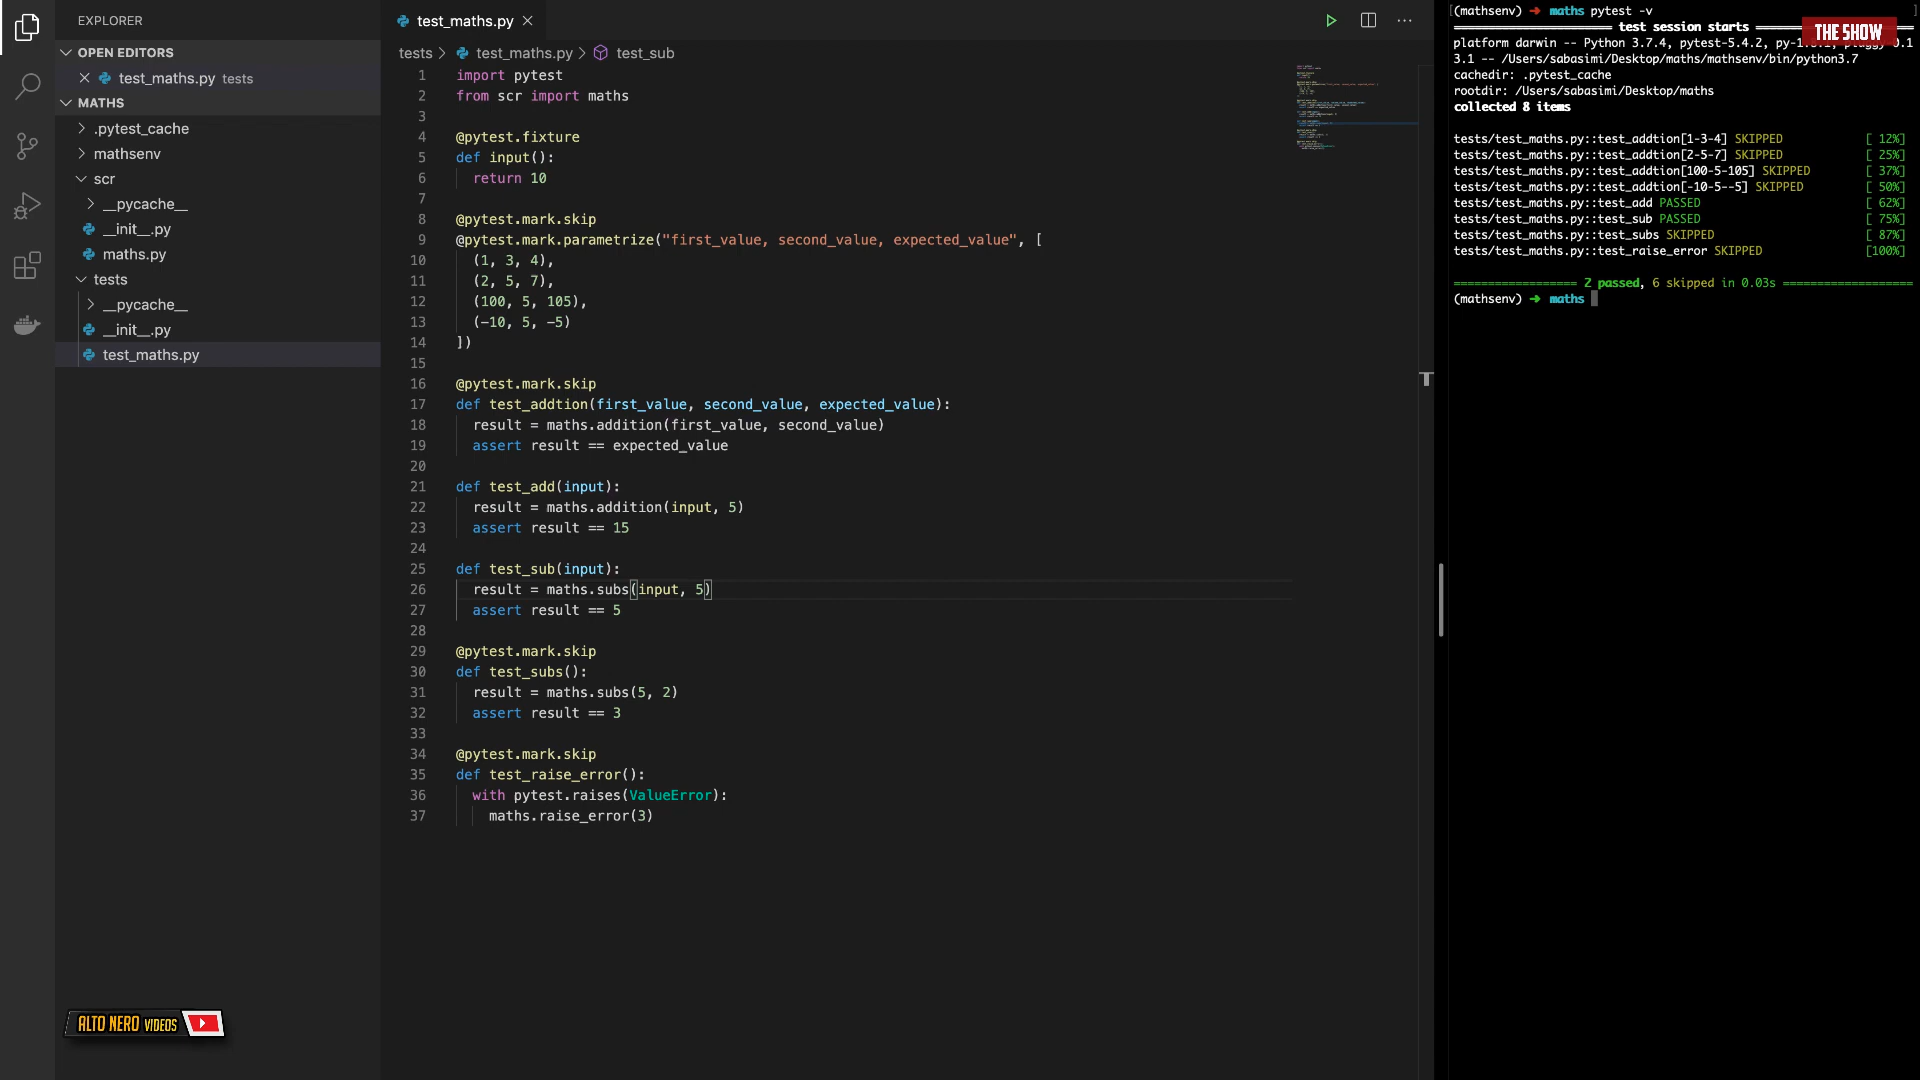 EXPLORER
OPEN EDITORS
test_maths.py tests
MATHS
.pytest_cache
mathsenv
scr
__pycache__
__init__.py
maths.py
tests
__pycache__
__init__.py
test_maths.py
ALTO NERO VIDEOS
test_maths.py
tests > test_maths.py > test_sub
1 import pytest
2 from scr import maths
3
4 @pytest.fixture
5 def input():
6 return 10
7
8 @pytest.mark.skip
9 @pytest.mark.parametrize("first_value, second_value, expected_value", [
10 (1, 3, 4),
11 (2, 5, 7),
12 (100, 5, 105),
13 (-10, 5, -5)
14 ])
15
16 @pytest.mark.skip
17 def test_addtion(first_value, second_value, expected_value):
18 result = maths.addition(first_value, second_value)
19 assert result == expected_value
20
21 def test_add(input):
22 result = maths.addition(input, 5)
23 assert result == 15
24
25 def test_sub(input):
26 result = maths.subs(input, 5)
27 assert result == 5
28
29 @pytest.mark.skip
30 def test_subs():
31 result = maths.subs(5, 2)
32 assert result == 3
33
34 @pytest.mark.skip
35 def test_raise_error():
36 with pytest.raises(ValueError):
37 maths.raise_error(3)
(mathsenv) → maths pytest -v
test session starts
THE SHOW
platform darwin -- Python 3.7.4, pytest-5.4.2,
3.1 -- /Users/sabasimi/Desktop/maths/mathsenv/bin/python3.7
cachedir: .pytest_cache
rootdir: /Users/sabasimi/Desktop/maths
collected 8 items
tests/test_maths.py::test_addtion[1-3-4] SKIPPED [ 12%]
tests/test_maths.py::test_addtion[2-5-7] SKIPPED [ 25%]
tests/test_maths.py::test_addtion[100-5-105] SKIPPED [ 37%]
tests/test_maths.py::test_addtion[-10-5--5] SKIPPED [ 50%]
tests/test_maths.py::test_add PASSED [ 62%]
tests/test_maths.py::test_sub PASSED [ 75%]
tests/test_maths.py::test_subs SKIPPED [ 87%]
tests/test_maths.py::test_raise_error SKIPPED [100%]
2 passed, 6 skipped in 0.03s
(mathsenv) → maths